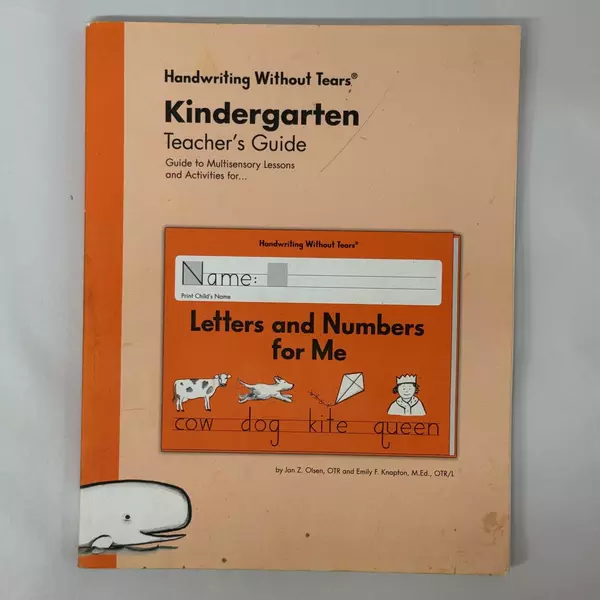 Handwriting Without Tears®
Kindergarten
Teacher's Guide
Guide to Multisensory Lessons
and Activities for...
Handwriting Without Tears®
Name:
Print Child's Name
Letters and Numbers
for Me
cow dog kite queen
by Jan Z. Olsen, OTR and Emily F. Knapton, M.Ed., OTR/L